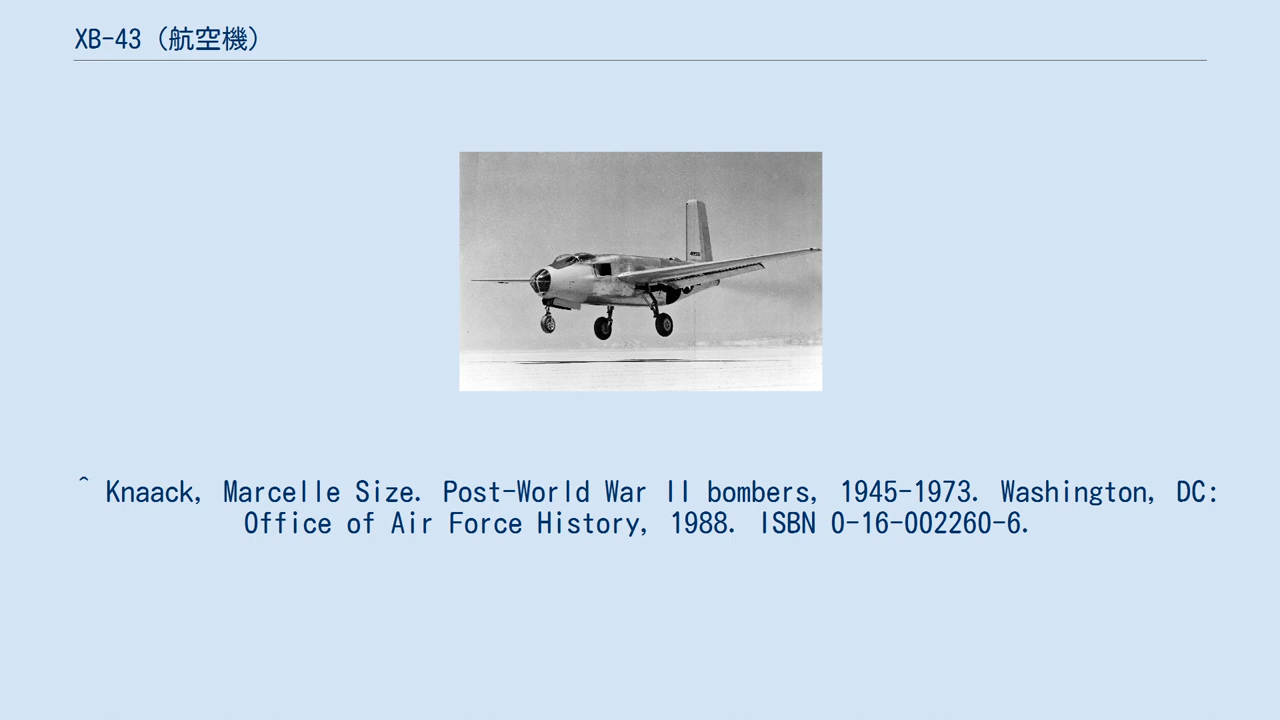 XB-43（航空機）
^ Knaack, Marcelle Size. Post-World War II bombers, 1945-1973. Washington, DC:
Office of Air Force History, 1988. ISBN 0-16-002260-6.